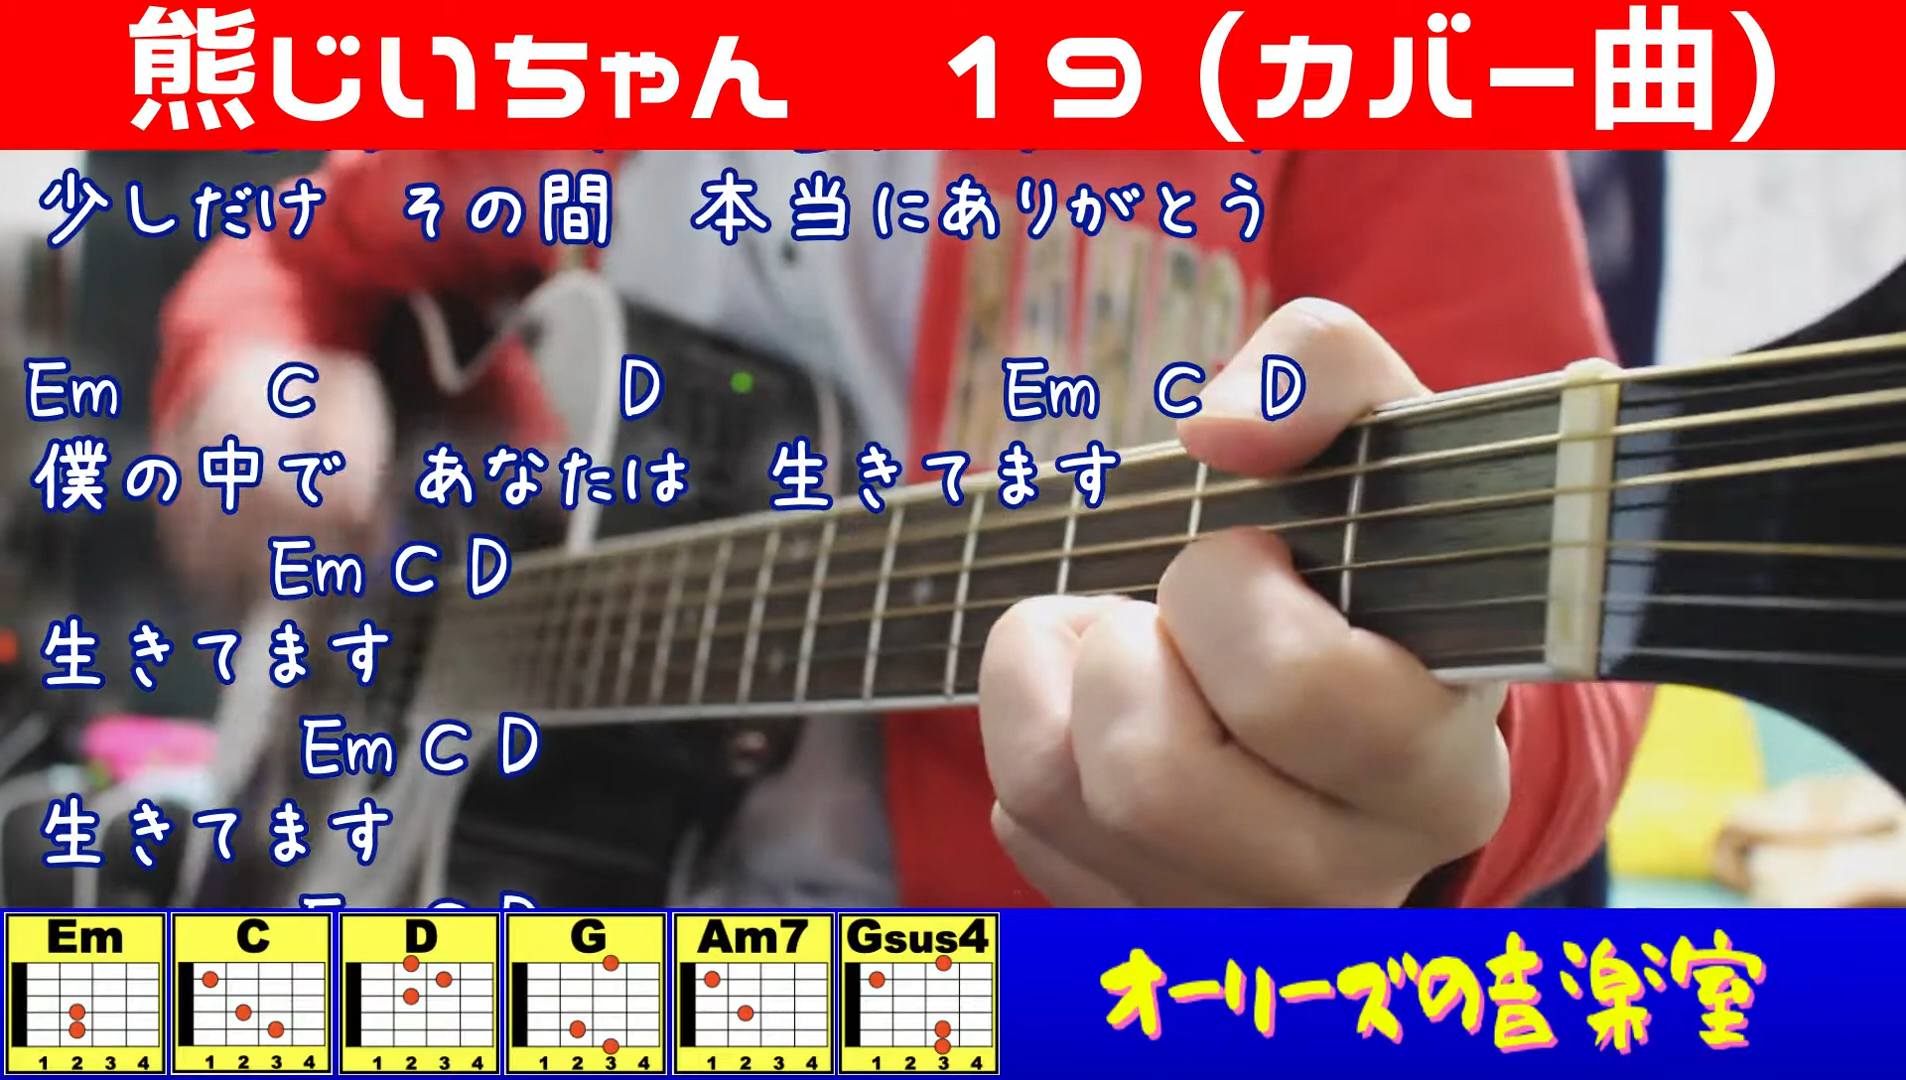 熊じいちゃん　１９（カバー曲）
少しだけ　その間　本当にありがとう
Em C D Em C D
僕の中で　あなたは　生きてます
Em C D
生きてます
Em C D
生きてます
Em C D G Am7 Gsus4
1 2 3 4 1 2 3 4 1 2 3 4 1 2 3 4 1 2 3 4 1 2 3 4
オーリーズの音楽室